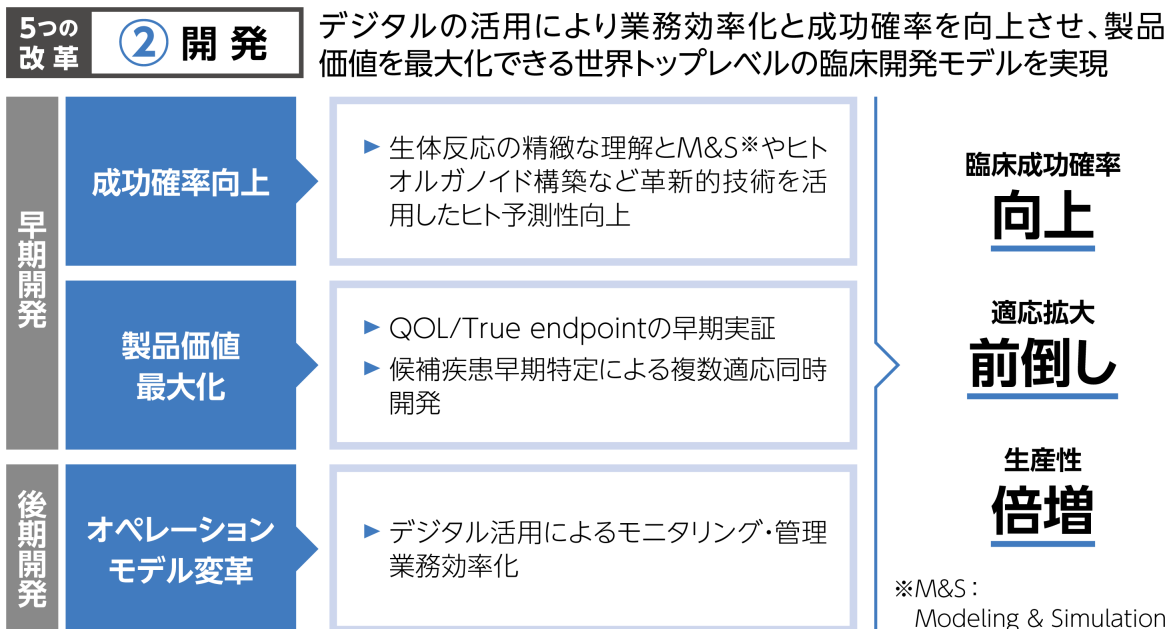 5つの
改革
② 開発
デジタルの活用により業務効率化と成功確率を向上させ、製品
価値を最大化できる世界トップレベルの臨床開発モデルを実現
早期開発
成功確率向上
▶ 生体反応の精緻な理解とM&S※やヒト
オルガノイド構築など革新的技術を活
用したヒト予測性向上
製品価値
最大化
▶ QOL/True endpointの早期実証
▶ 候補疾患早期特定による複数適応同時
開発
後期開発
オペレーション
モデル変革
▶ デジタル活用によるモニタリング・管理
業務効率化
臨床成功確率
向上
適応拡大
前倒し
生産性
倍増
※M&S：
Modeling & Simulation